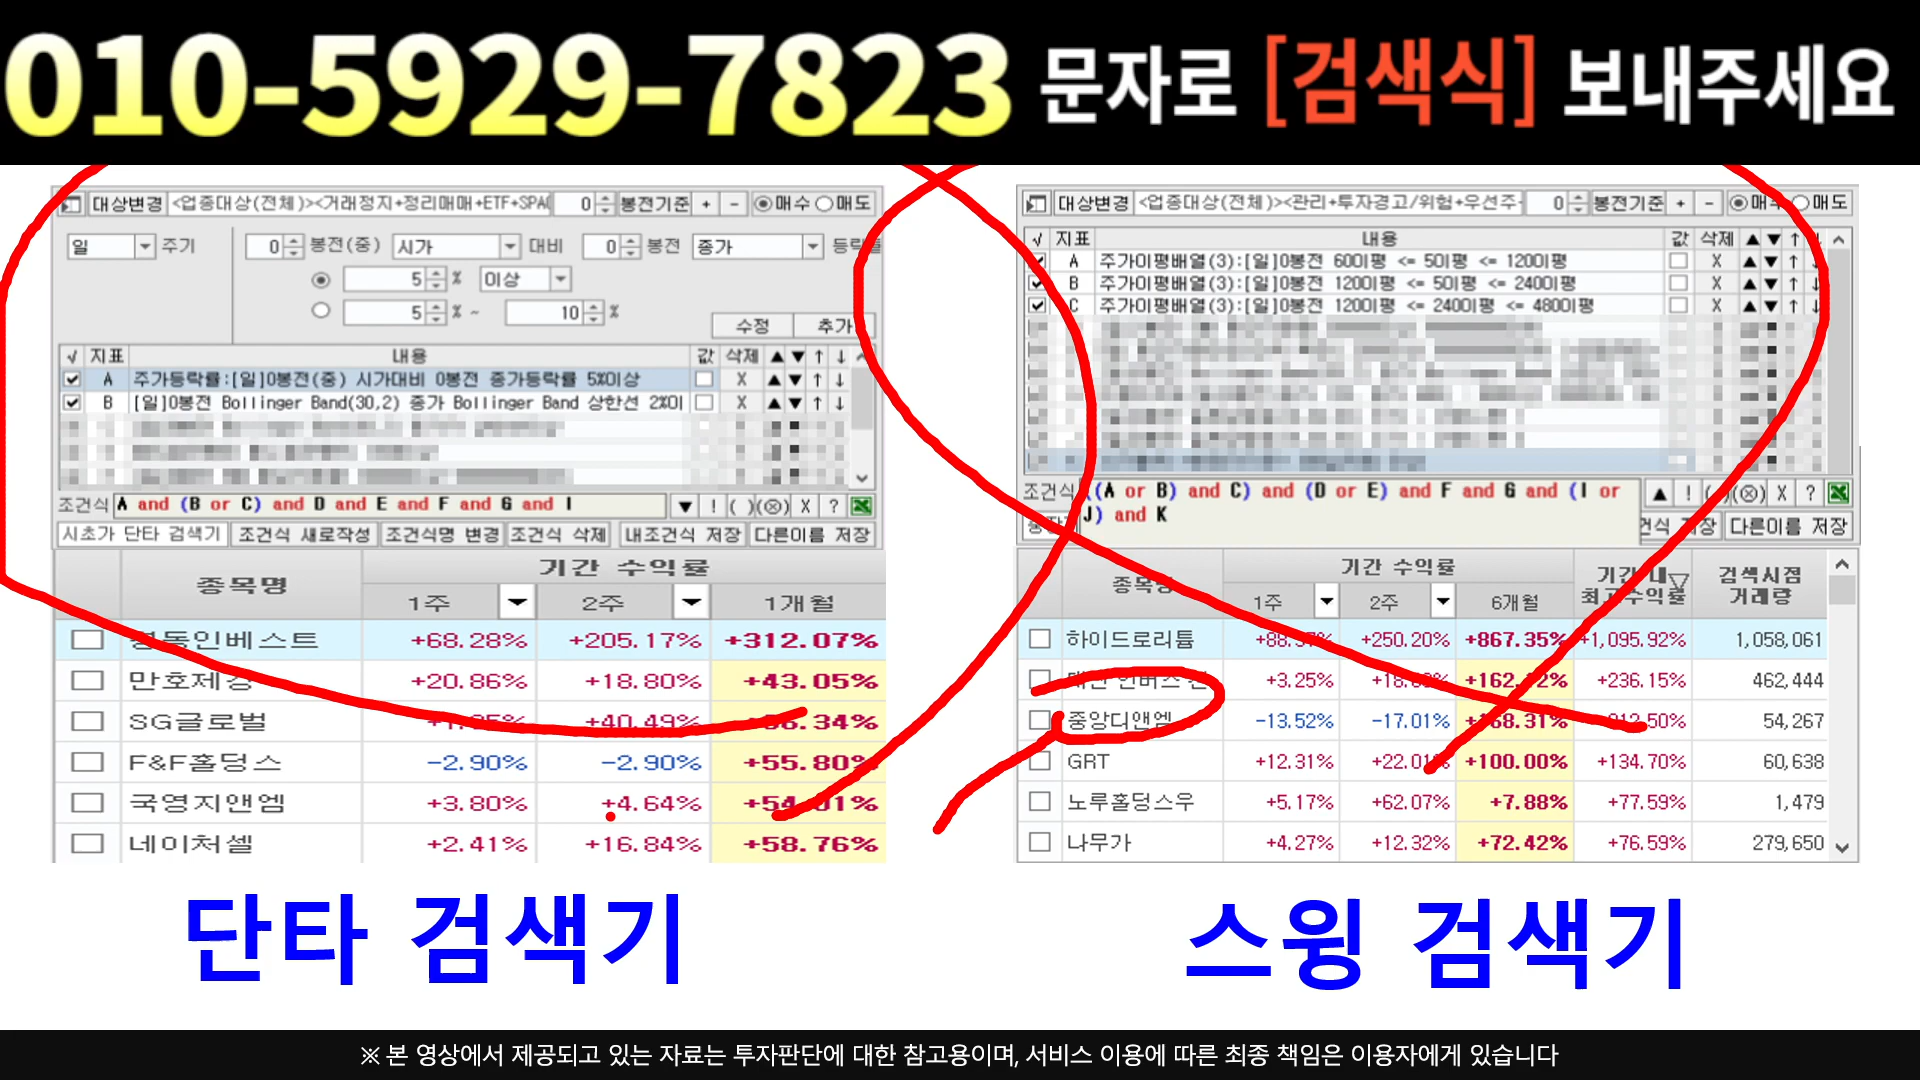 010-5929-7823 문자로 [검색식] 보내주세요
대상변경 <업종대상(전체)><거래정지+정리매매+ETF+SPAC 0 봉전기준 + - 매수 매도
일 주기 0 봉전(중) 시가 대비 0 봉전 종가
5 % 이상
5 % ~ 10 %
수정 추가
√ 지표 내용 값 삭제 ▲ ▼ ↑ ↓
A 주가등락률:[일]0봉전(중) 시가대비 0봉전 종가등락률 5%이상 X ▲ ▼ ↑ ↓
B [일]0봉전 Bollinger Band(30,2) 종가 Bollinger Band 상한선 2%이 X ▲ ▼ ↑ ↓
조건식 A and (B or C) and D and E and F and G and I ▼ ! ( )(⊗) X ?
시초가 단타 검색기 조건식 새로작성 조건식명 변경 조건식 삭제 내조건식 저장 다른이름 저장
종목명 기간 수익률
1주 2주 1개월
+68.28% +205.17% +312.07%
만호제강 +20.86% +18.80% +43.05%
SG글로벌 +40.49%
F&F홀딩스 -2.90% -2.90% +55.80%
국영지앤엠 +3.80% +4.64%
네이처셀 +2.41% +16.84% +58.76%
단타 검색기
대상변경 <업종대상(전체)><관리+투자경고/위험+우선주+ 0 봉전기준 + - 매수 매도
√ 지표 내용 값 삭제 ▲ ▼ ↑ ↓
A 주가이평배열(3):[일]0봉전 60이평 <= 5이평 <= 120이평 X ▲ ▼ ↑ ↓
B 주가이평배열(3):[일]0봉전 120이평 <= 5이평 <= 240이평 X ▲ ▼ ↑ ↓
C 주가이평배열(3):[일]0봉전 120이평 <= 240이평 <= 480이평 X ▲ ▼ ↑ ↓
조건식 ((A or B) and C) and (D or E) and F and G and (I or ▲ ! ( )(⊗) X ?
J) and K 저장 다른이름 저장
종목명 기간 수익률 기간 내 최고수익률 검색시점 거래량
1주 2주 6개월
하이드로리튬 +250.20% +867.35% +1,095.92% 1,058,061
+3.25% +236.15% 462,444
중앙디앤엠 -13.52% -17.01% 54,267
GRT +12.31% +100.00% +134.70% 60,638
노루홀딩스우 +5.17% +62.07% +7.88% +77.59% 1,479
나무가 +4.27% +12.32% +72.42% +76.59% 279,650
스윙 검색기
※ 본 영상에서 제공되고 있는 자료는 투자판단에 대한 참고용이며, 서비스 이용에 따른 최종 책임은 이용자에게 있습니다